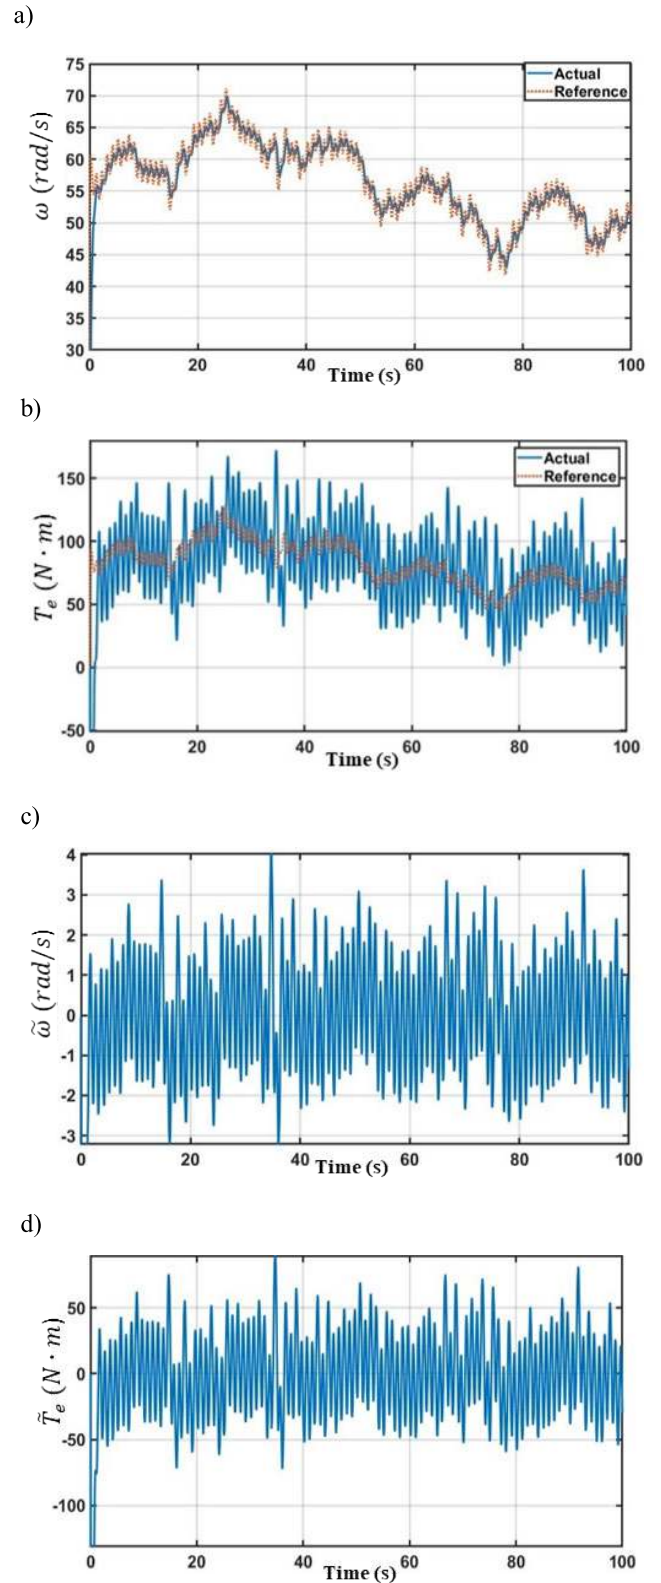 a)
75
70
65
60
55
50
45
40
35
30
ω (rad/s)
Actual
Reference
0 20 40 60 80 100
Time (s)
b)
150
100
50
0
-50
T_e (N · m)
Actual
Reference
0 20 40 60 80 100
Time (s)
c)
4
3
2
1
0
-1
-2
-3
ω̃ (rad/s)
0 20 40 60 80 100
Time (s)
d)
50
0
-50
-100
T̃_e (N · m)
0 20 40 60 80 100
Time (s)